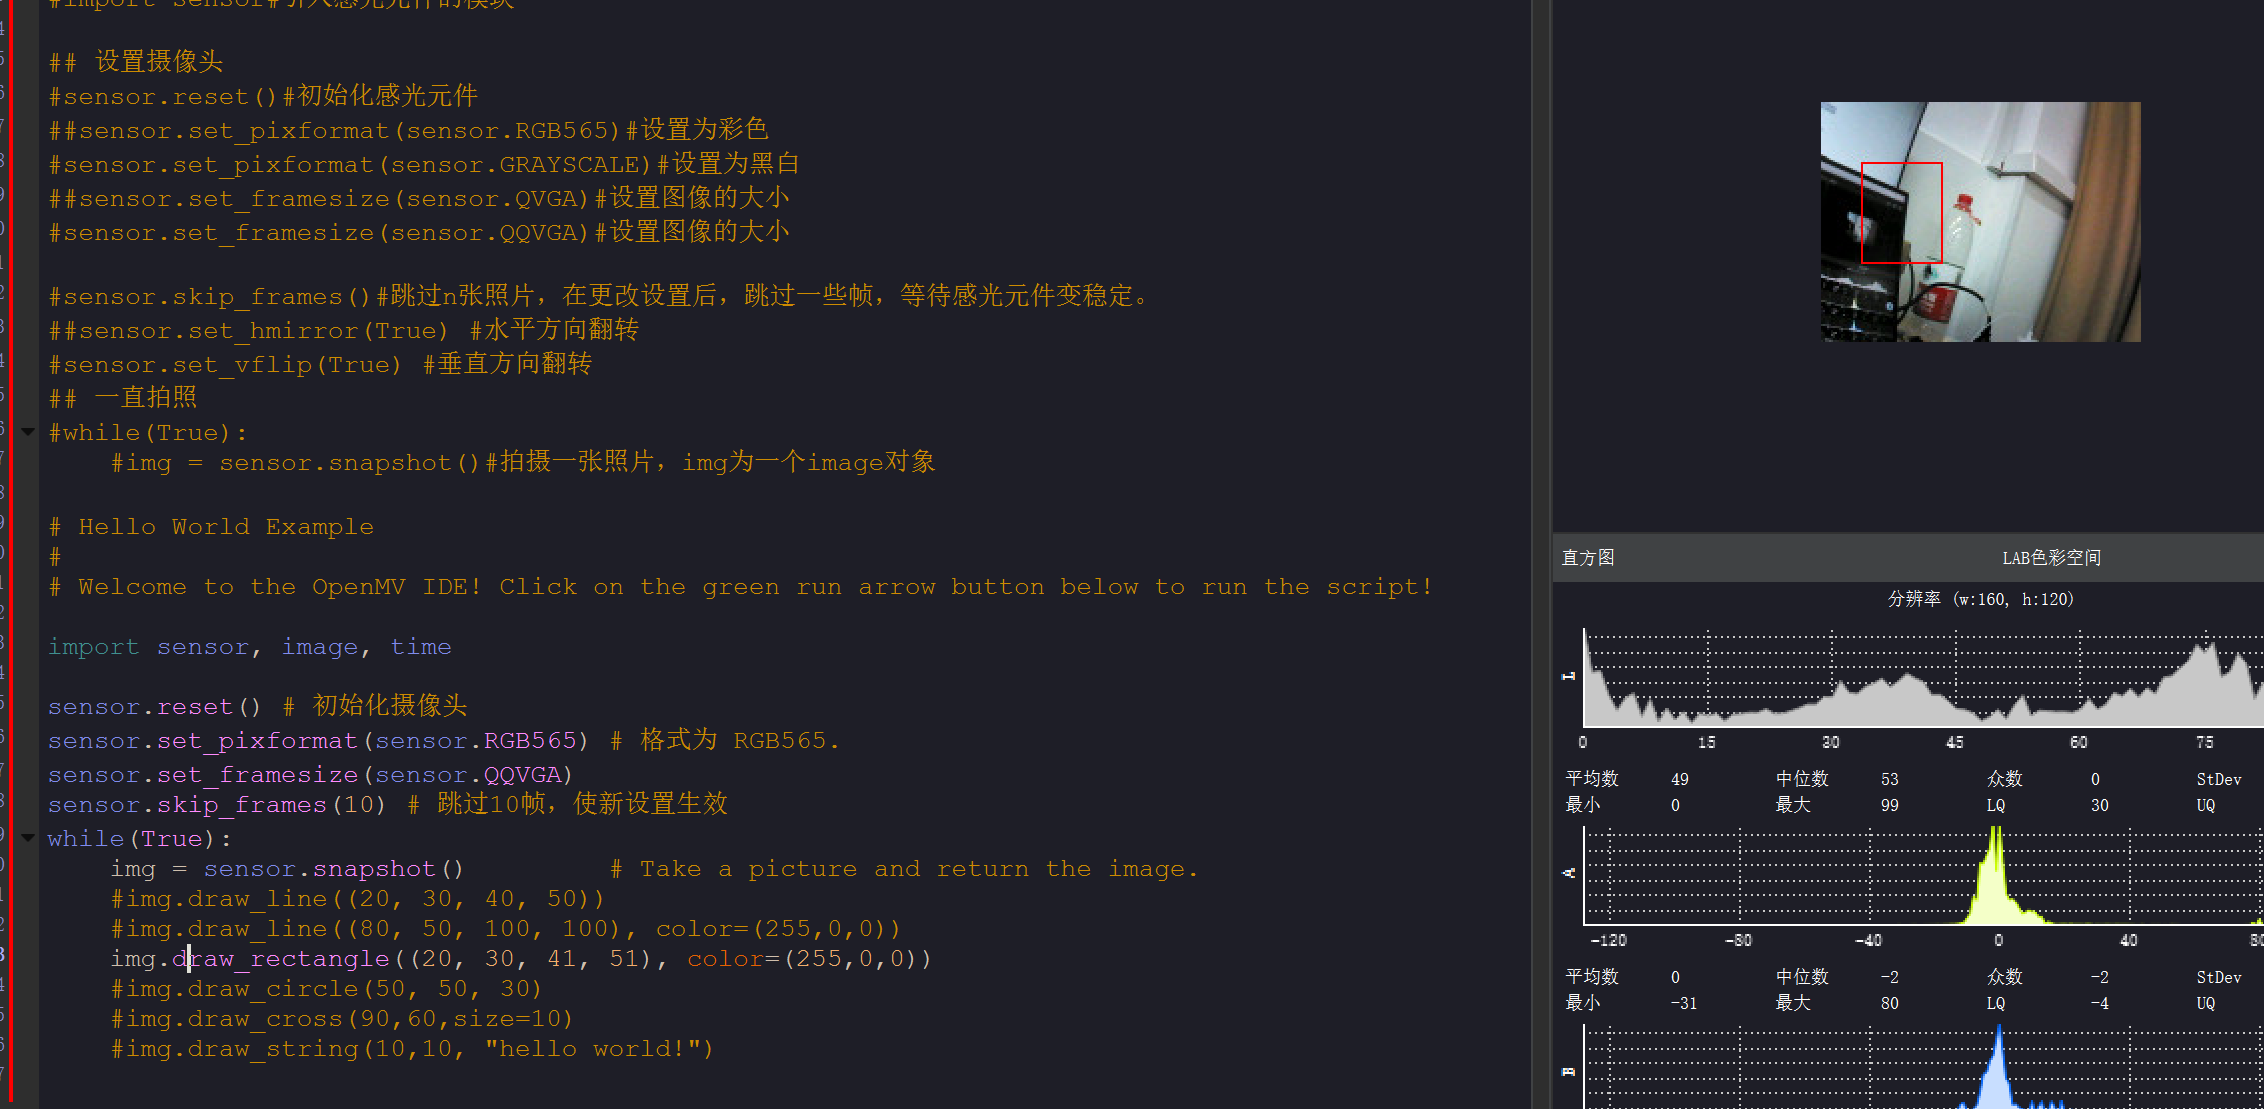 #import sensor#引入感光元件的模块
## 设置摄像头
#sensor.reset()#初始化感光元件
##sensor.set_pixformat(sensor.RGB565)#设置为彩色
#sensor.set_pixformat(sensor.GRAYSCALE)#设置为黑白
##sensor.set_framesize(sensor.QVGA)#设置图像的大小
#sensor.set_framesize(sensor.QQVGA)#设置图像的大小
#sensor.skip_frames()#跳过n张照片，在更改设置后，跳过一些帧，等待感光元件变稳定。
##sensor.set_hmirror(True) #水平方向翻转
#sensor.set_vflip(True) #垂直方向翻转
## 一直拍照
#while(True):
#img = sensor.snapshot()#拍摄一张照片，img为一个image对象
# Hello World Example
#
# Welcome to the OpenMV IDE! Click on the green run arrow button below to run the script!
import sensor, image, time
sensor.reset() # 初始化摄像头
sensor.set_pixformat(sensor.RGB565) # 格式为 RGB565.
sensor.set_framesize(sensor.QQVGA)
sensor.skip_frames(10) # 跳过10帧，使新设置生效
while(True):
img = sensor.snapshot() # Take a picture and return the image.
#img.draw_line((20, 30, 40, 50))
#img.draw_line((80, 50, 100, 100), color=(255,0,0))
img.draw_rectangle((20, 30, 41, 51), color=(255,0,0))
#img.draw_circle(50, 50, 30)
#img.draw_cross(90,60,size=10)
#img.draw_string(10,10, "hello world!")
直方图 LAB色彩空间
分辨率 (w:160, h:120)
L
0 15 30 45 60 75
平均数 49 中位数 53 众数 0 StDev
最小 0 最大 99 LQ 30 UQ
A
-120 -80 -40 0 40 80
平均数 0 中位数 -2 众数 -2 StDev
最小 -31 最大 80 LQ -4 UQ
B